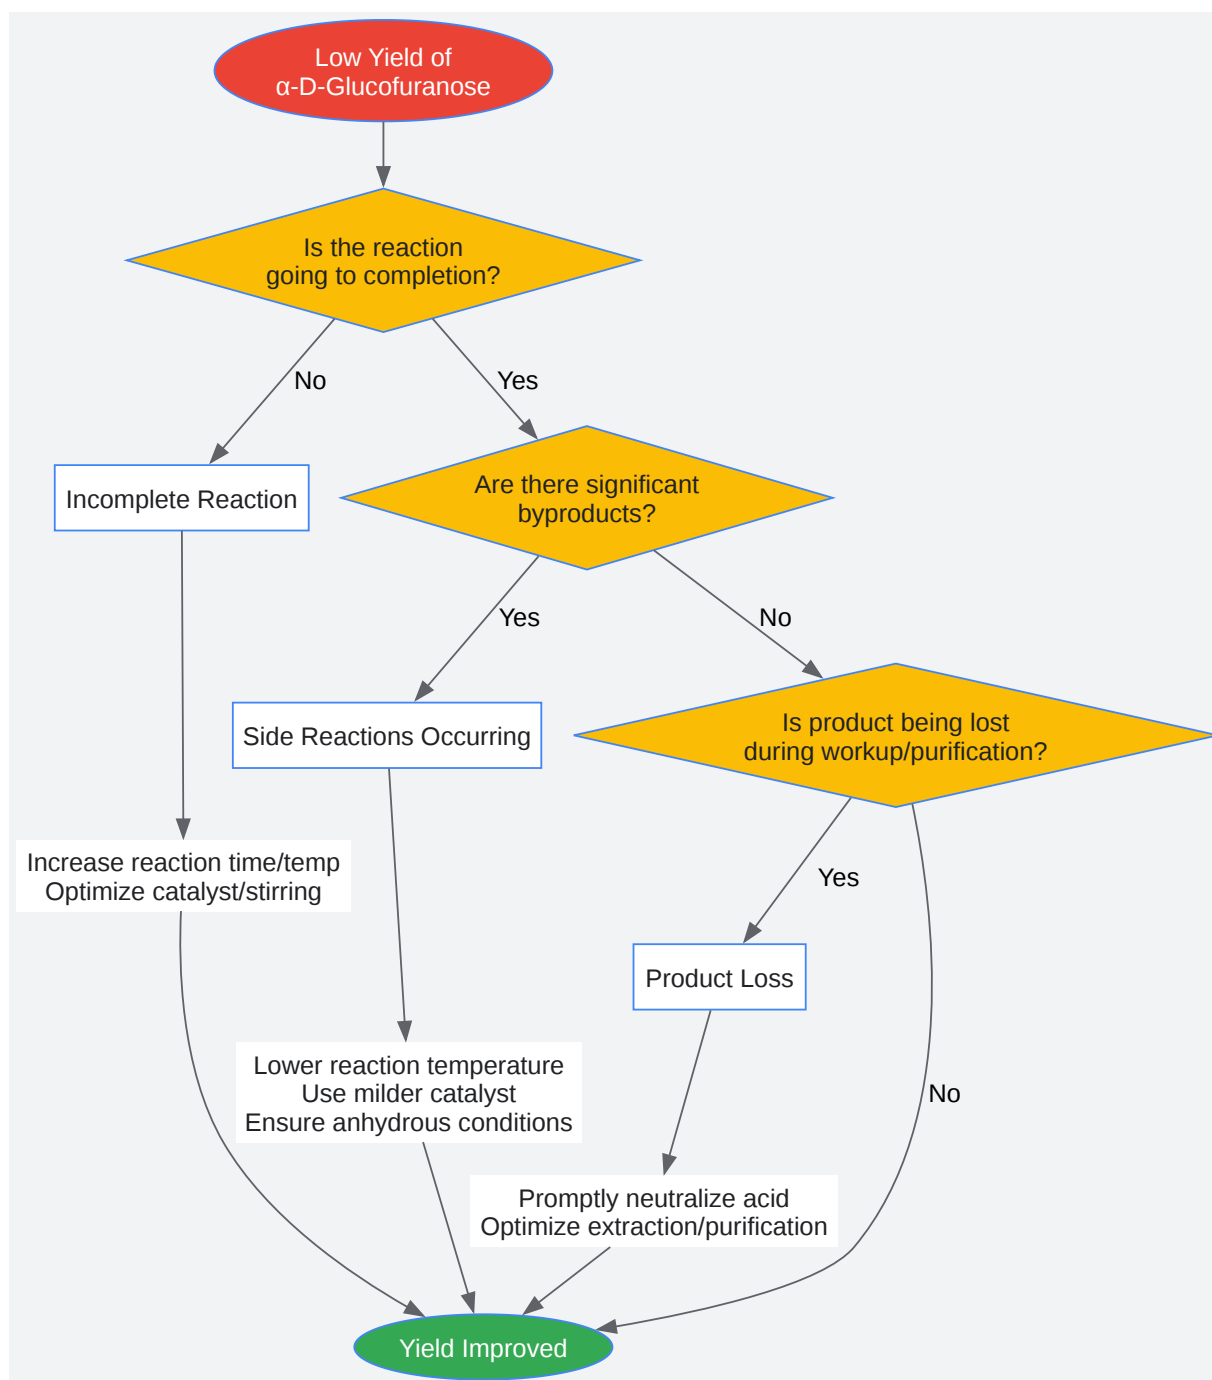 Low Yield of
α-D-Glucofuranose
Is the reaction
going to completion?
No
Yes
Incomplete Reaction
Are there significant
byproducts?
Yes
No
Side Reactions Occurring
Is product being lost
during workup/purification?
Increase reaction time/temp
Optimize catalyst/stirring
Yes
Product Loss
Lower reaction temperature
Use milder catalyst
Ensure anhydrous conditions
No
Promptly neutralize acid
Optimize extraction/purification
Yield Improved